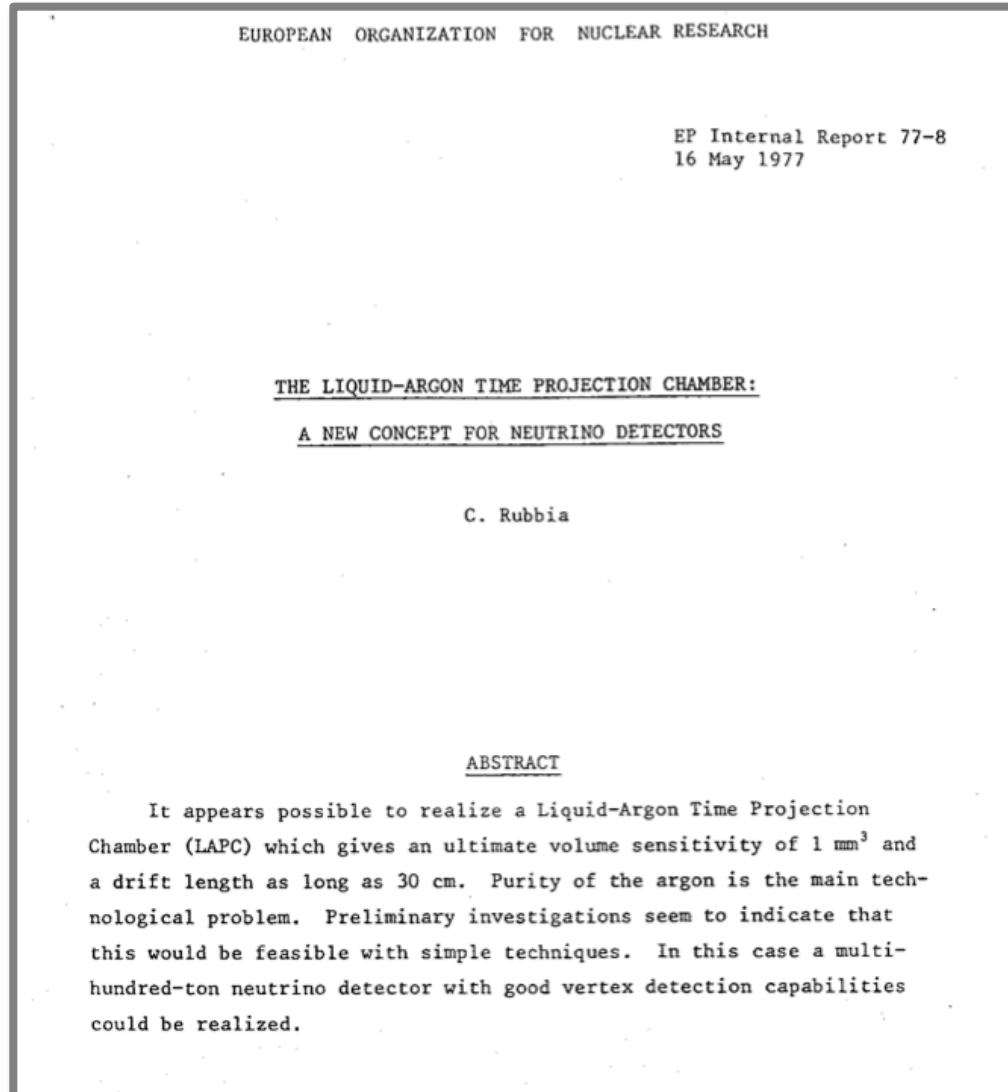 EUROPEAN ORGANIZATION FOR NUCLEAR RESEARCH
EP Internal Report 77-8
16 May 1977
THE LIQUID-ARGON TIME PROJECTION CHAMBER:
A NEW CONCEPT FOR NEUTRINO DETECTORS
C. Rubbia
ABSTRACT
It appears possible to realize a Liquid-Argon Time Projection
Chamber (LAPC) which gives an ultimate volume sensitivity of 1 mm³ and
a drift length as long as 30 cm. Purity of the argon is the main tech-
nological problem. Preliminary investigations seem to indicate that
this would be feasible with simple techniques. In this case a multi-
hundred-ton neutrino detector with good vertex detection capabilities
could be realized.